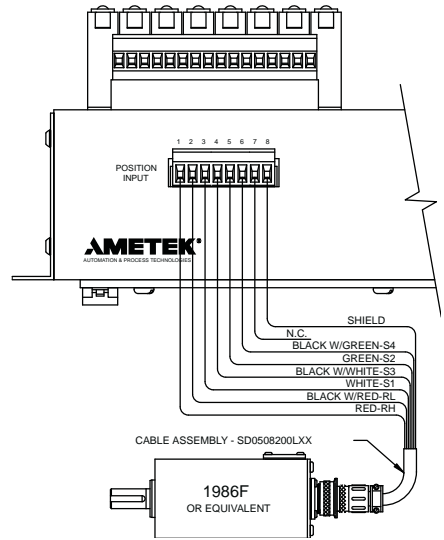 1 2 3 4 5 6 7 8
POSITION
INPUT
AMETEK®
AUTOMATION & PROCESS TECHNOLOGIES
SHIELD
N.C.
BLACK W/GREEN-S4
GREEN-S2
BLACK W/WHITE-S3
WHITE-S1
BLACK W/RED-RL
RED-RH
CABLE ASSEMBLY - SD0508200LXX
1986F
OR EQUIVALENT